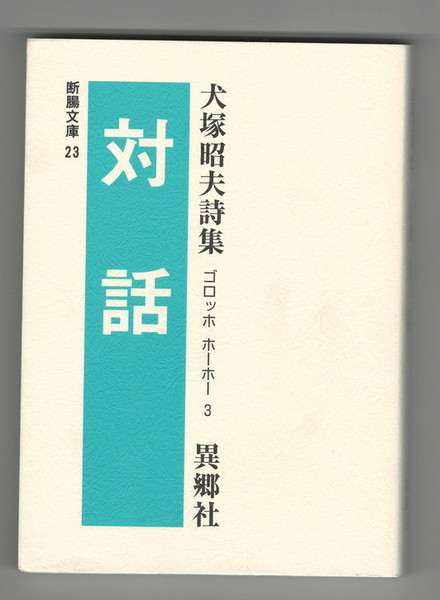 犬塚昭夫詩集
ゴロッホ ホーホー 3
異郷社
対話
断腸文庫 23